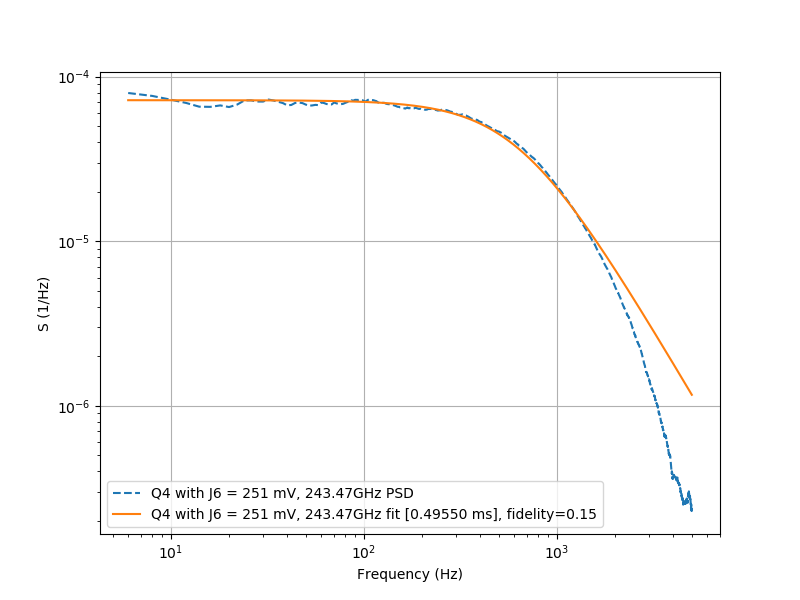 10⁻⁴
10⁻⁵
10⁻⁶
S (1/Hz)
Q4 with J6 = 251 mV, 243.47GHz PSD
Q4 with J6 = 251 mV, 243.47GHz fit [0.49550 ms], fidelity=0.15
10¹ 10² 10³
Frequency (Hz)